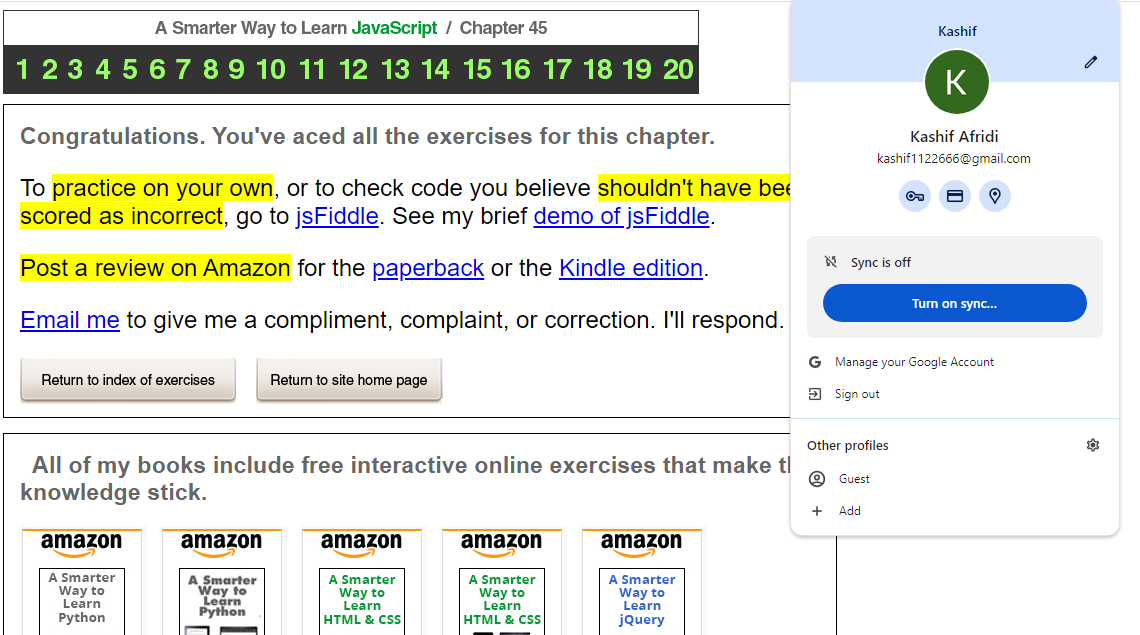 A Smarter Way to Learn JavaScript / Chapter 45
1 2 3 4 5 6 7 8 9 10 11 12 13 14 15 16 17 18 19 20
Congratulations. You've aced all the exercises for this chapter.
To practice on your own, or to check code you believe shouldn't have
scored as incorrect, go to jsFiddle. See my brief demo of jsFiddle.
Post a review on Amazon for the paperback or the Kindle edition.
Email me to give me a compliment, complaint, or correction. I'll respond.
Return to index of exercises Return to site home page
All of my books include free interactive online exercises that make
knowledge stick.
amazon amazon amazon amazon amazon
A Smarter
Way to
Learn
Python
A Smarter
Way to
Learn
Python
A Smarter
Way to
Learn
HTML & CSS
A Smarter
Way to
Learn
HTML & CSS
A Smarter
Way to
Learn
jQuery
Kashif
K
Kashif Afridi
kashif1122666@gmail.com
Sync is off
Turn on sync...
G Manage your Google Account
Sign out
Other profiles
Guest
+ Add